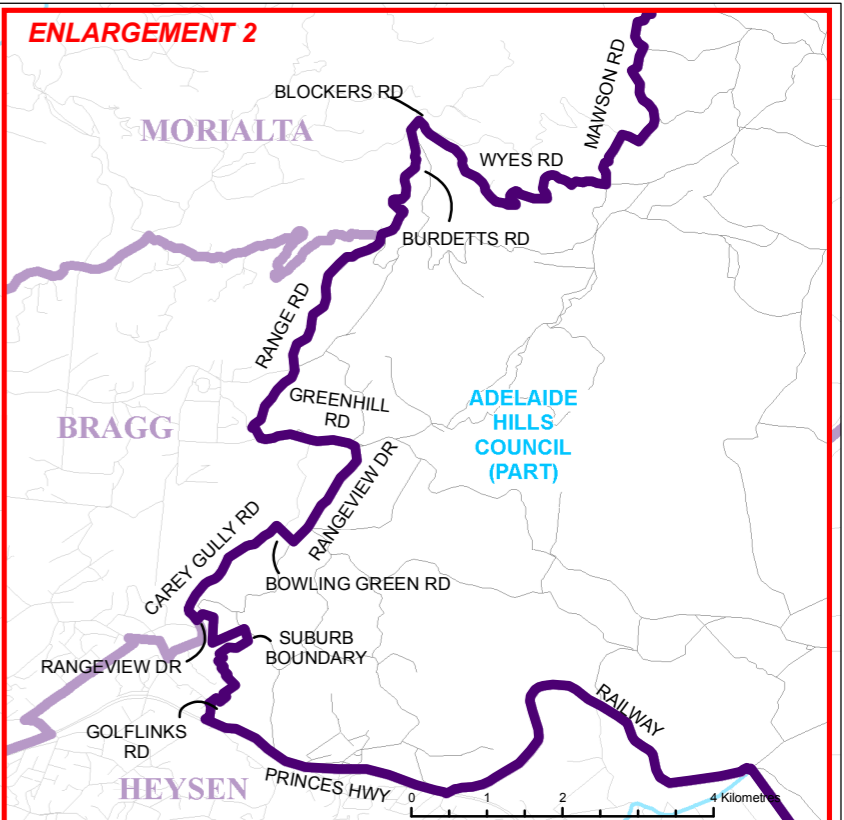 ENLARGEMENT 2
BLOCKERS RD
MAWSON RD
MORIALTA
WYES RD
BURDETTS RD
RANGE RD
GREENHILL
RD
ADELAIDE
HILLS
COUNCIL
(PART)
BRAGG
RANGEVIEW DR
CAREY GULLY RD
BOWLING GREEN RD
SUBURB
BOUNDARY
RANGEVIEW DR
RAILWAY
GOLFLINKS
RD
PRINCES HWY
HEYSEN
0 1 2 4 Kilometres